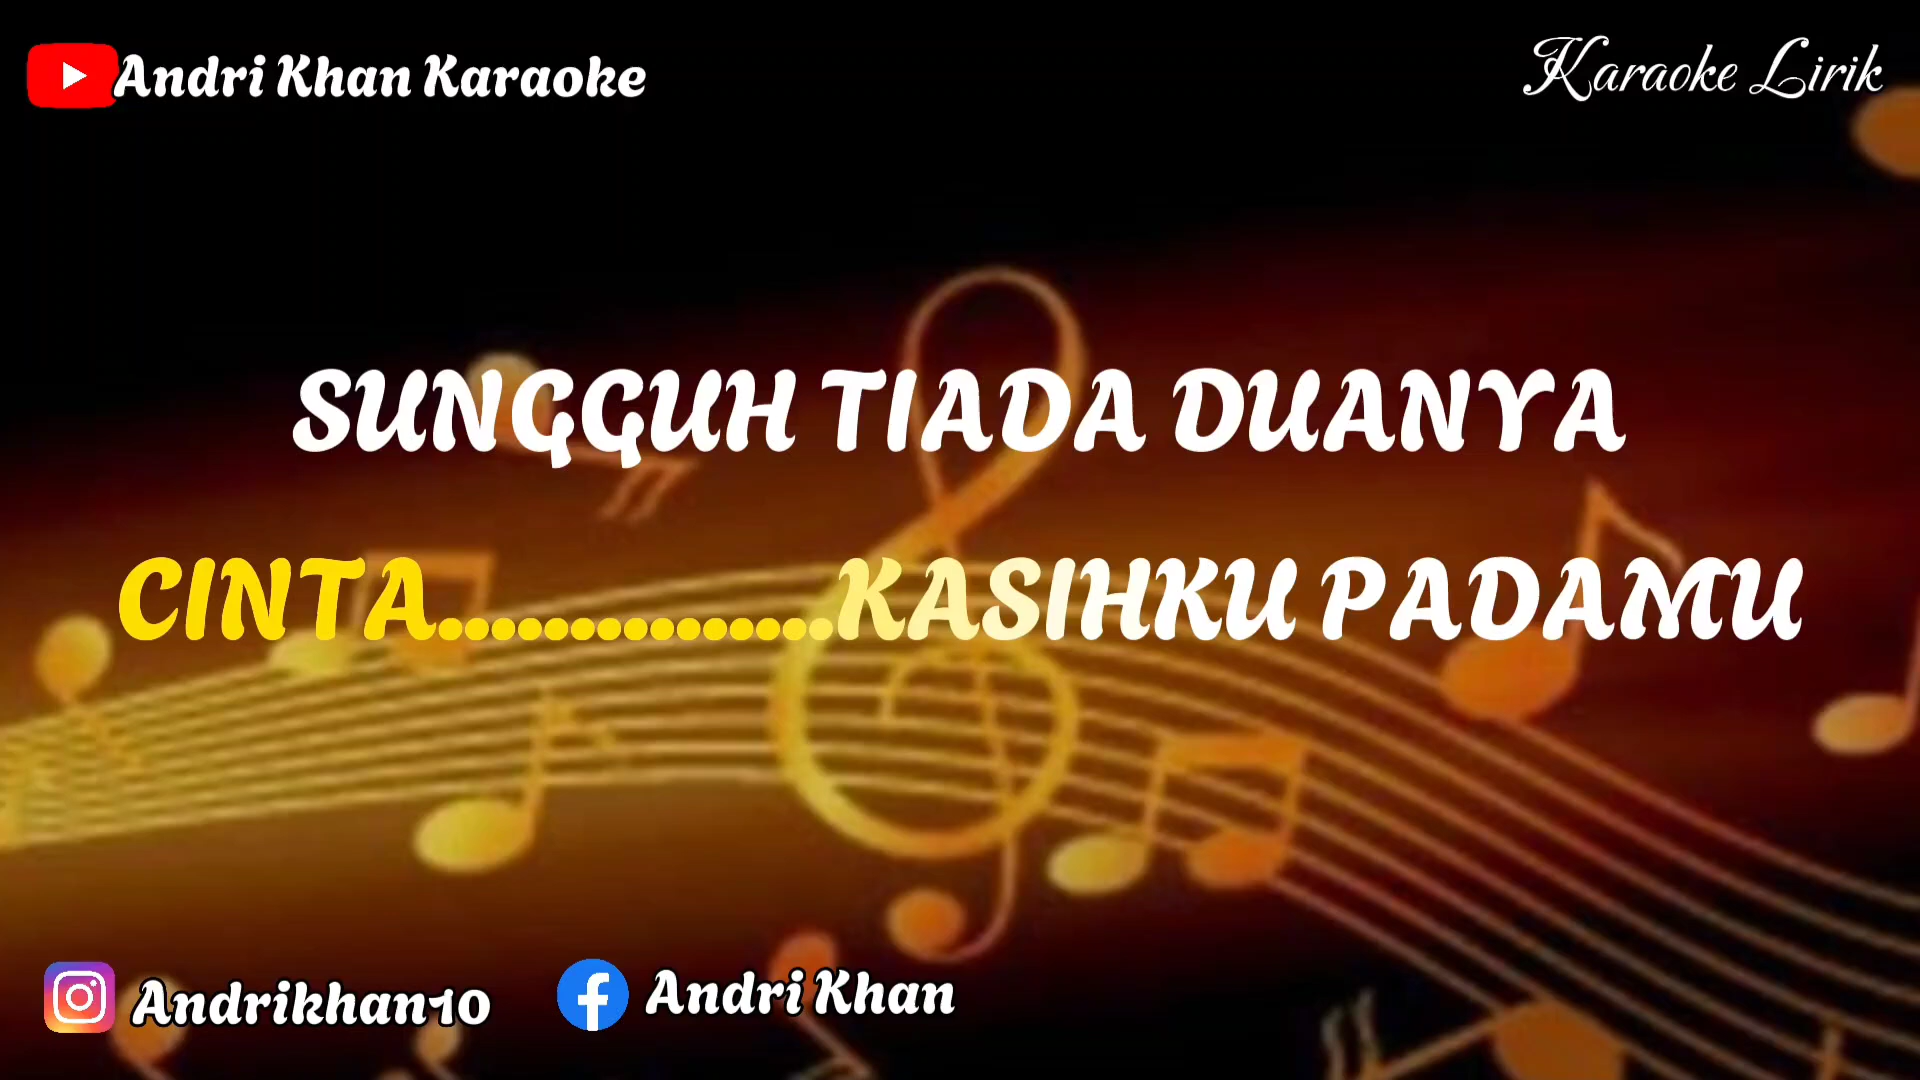 Andri Khan Karaoke
Karaoke Lirik
SUNGGUH TIADA DUANYA
CINTA...............KASIHKU PADAMU
Andrikhan10
Andri Khan